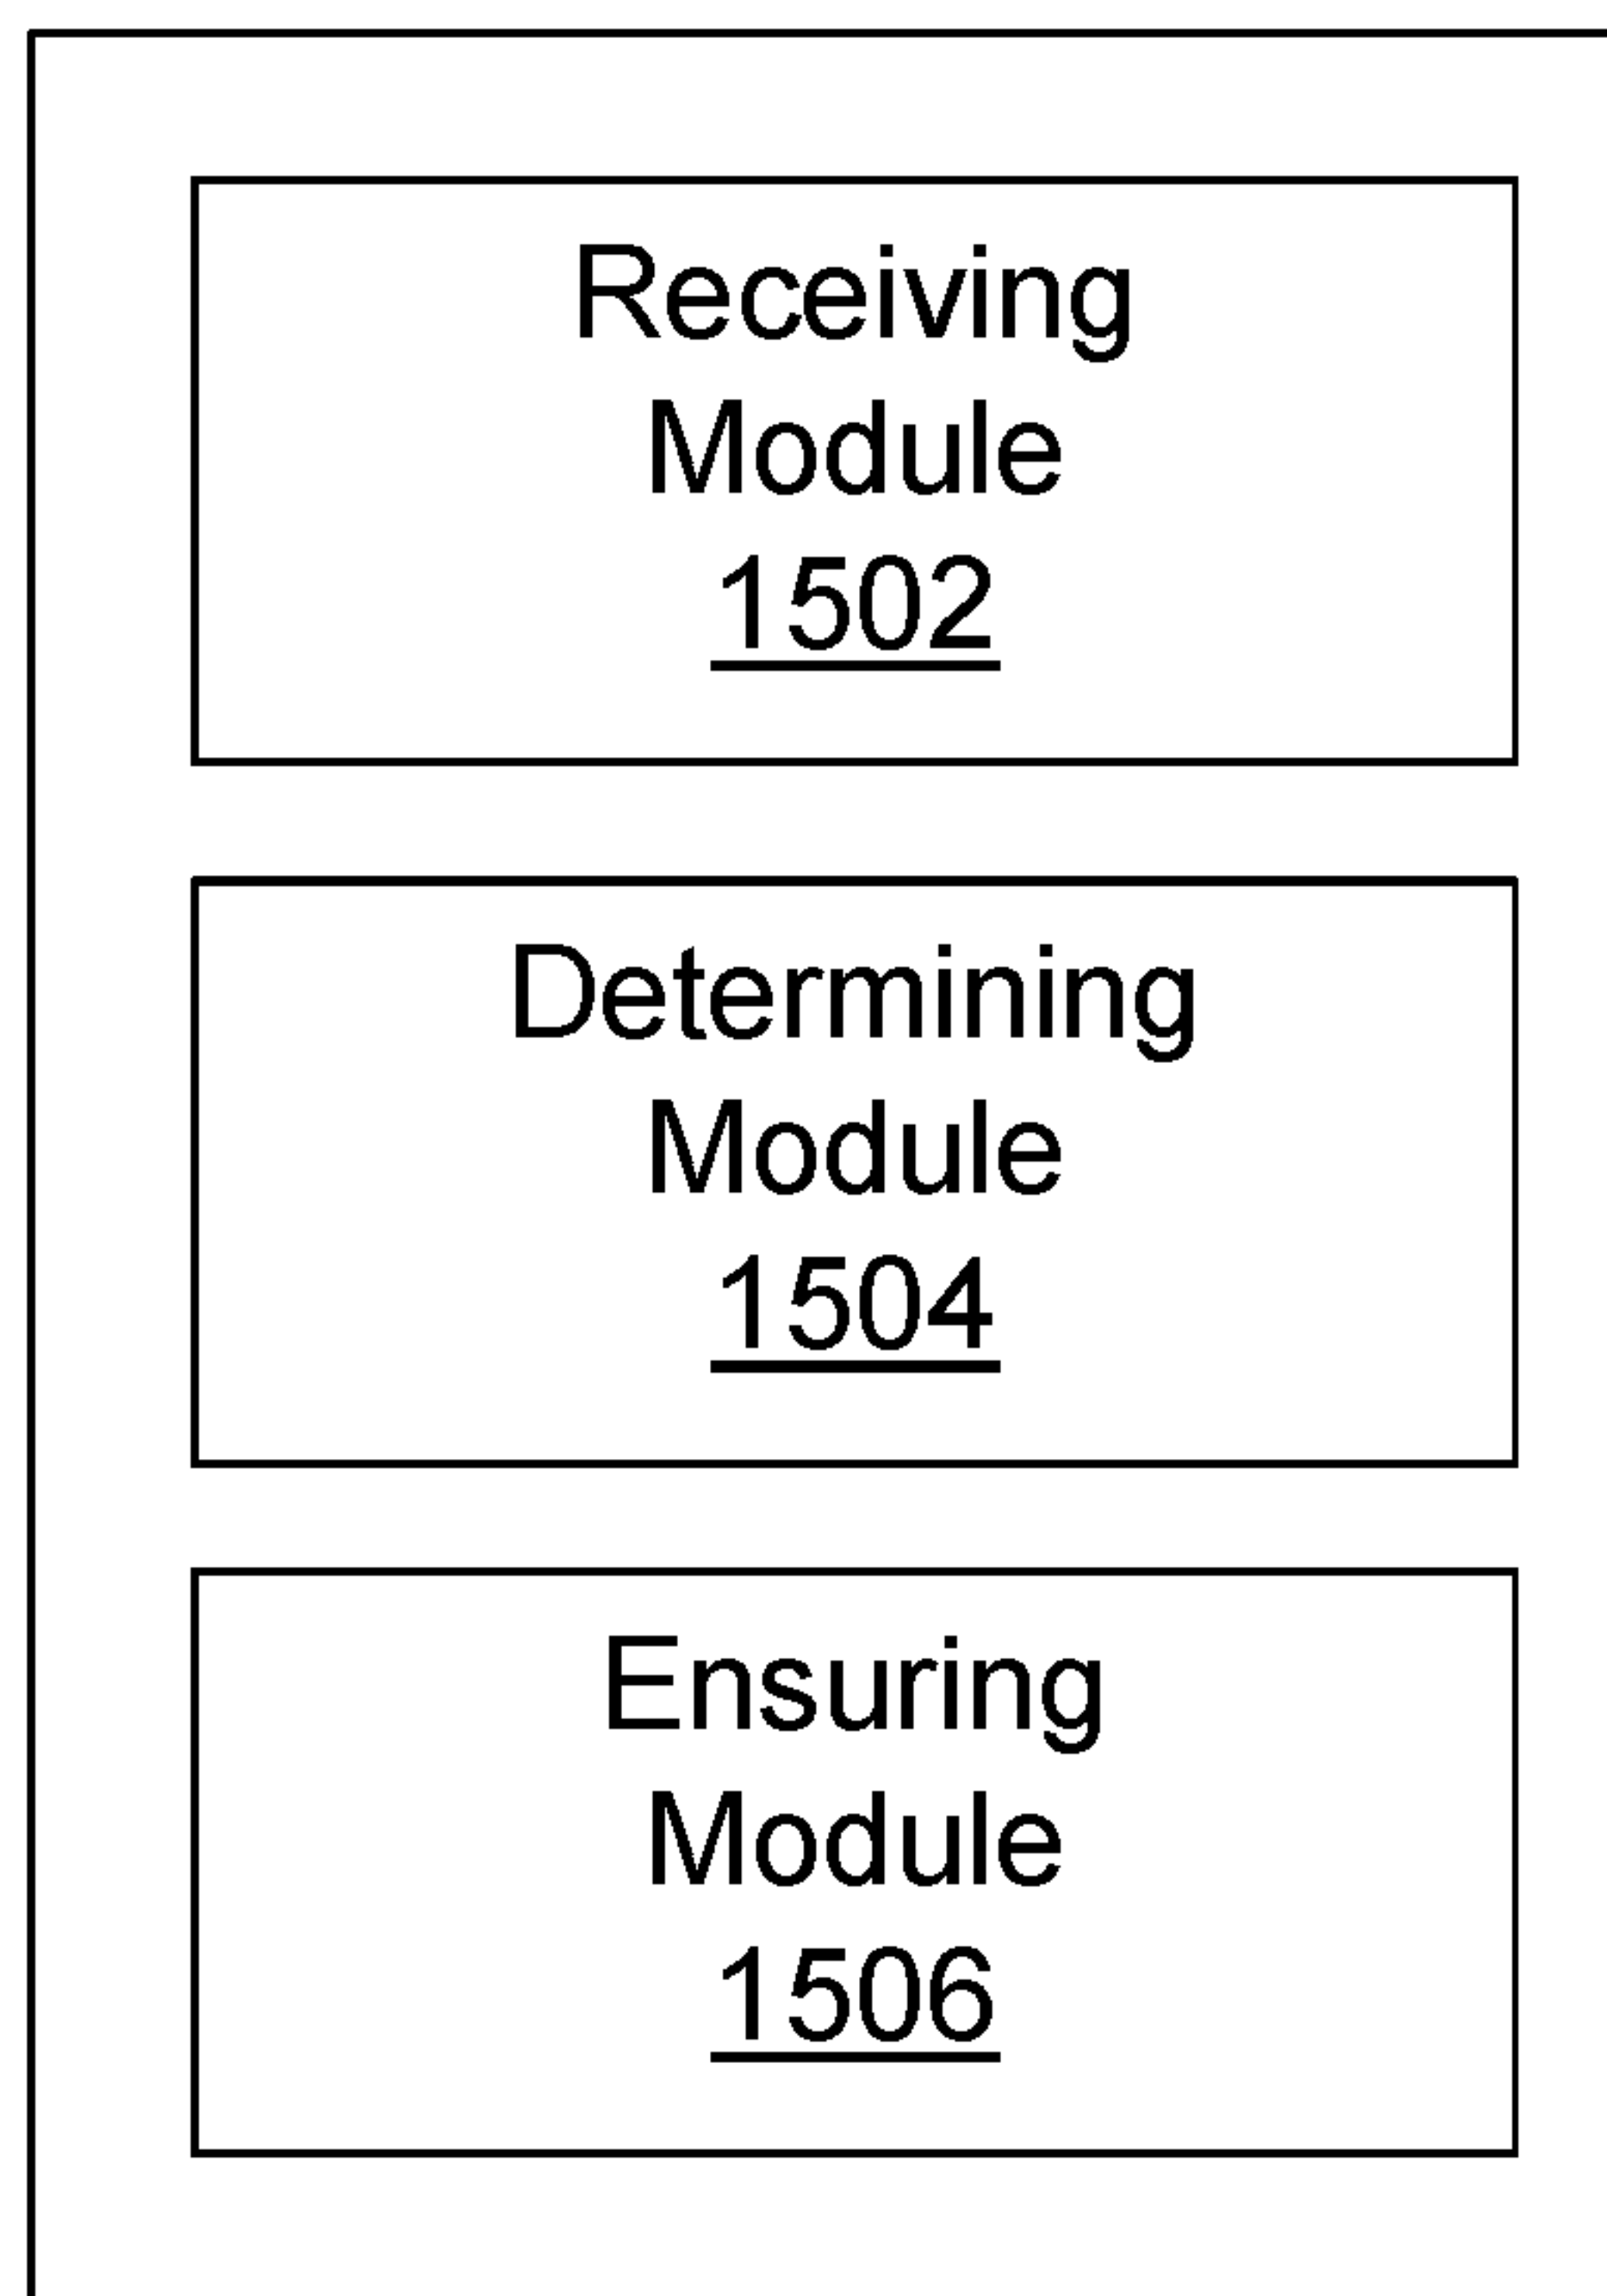 Receiving
Module
1502
Determining
Module
1504
Ensuring
Module
1506